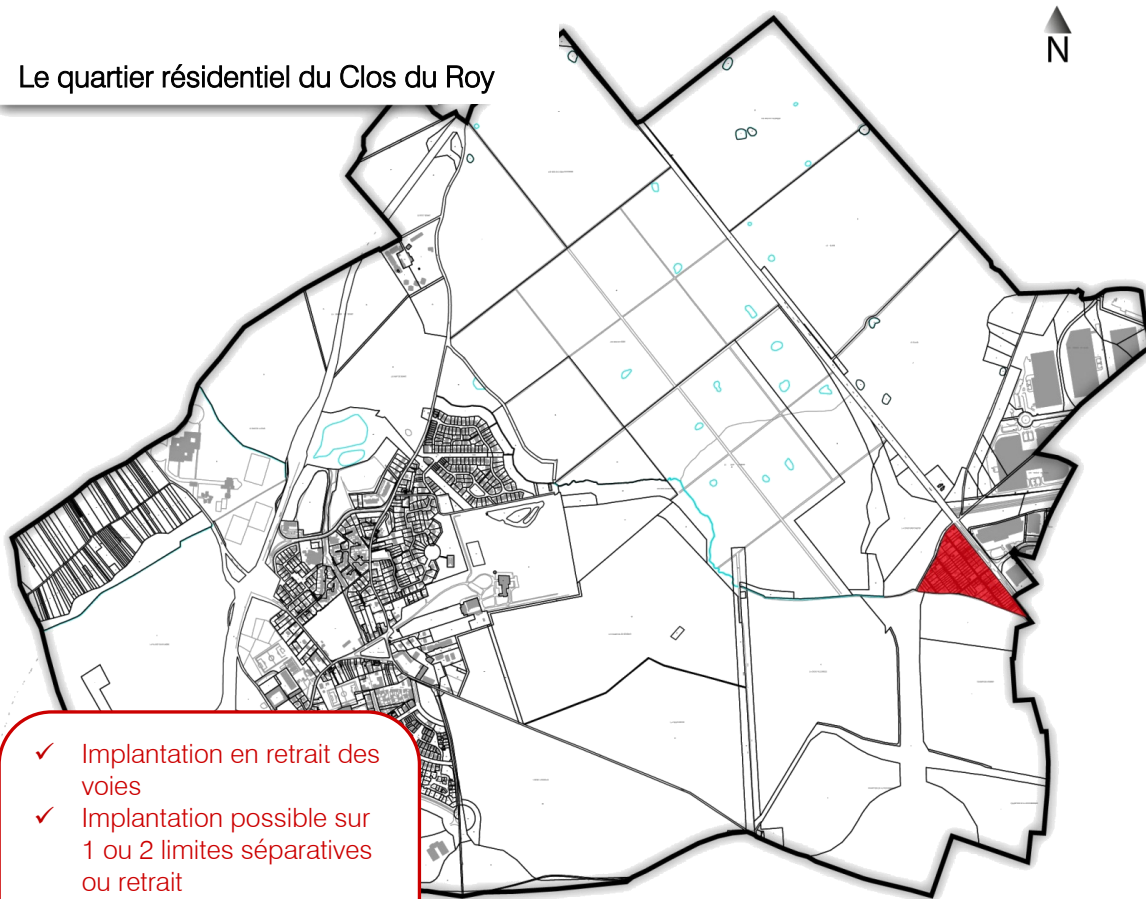 N
Le quartier résidentiel du Clos du Roy
✓ Implantation en retrait des
voies
✓ Implantation possible sur
1 ou 2 limites séparatives
ou retrait